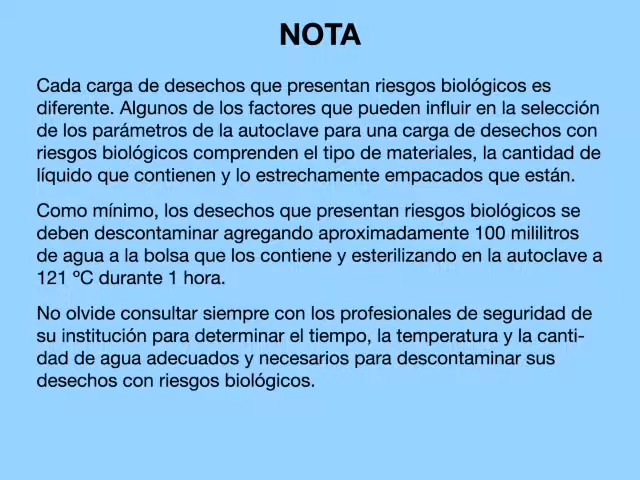 NOTA
Cada carga de desechos que presentan riesgos biológicos es
diferente. Algunos de los factores que pueden influir en la selección
de los parámetros de la autoclave para una carga de desechos con
riesgos biológicos comprenden el tipo de materiales, la cantidad de
líquido que contienen y lo estrechamente empacados que están.
Como mínimo, los desechos que presentan riesgos biológicos se
deben descontaminar agregando aproximadamente 100 mililitros
de agua a la bolsa que los contiene y esterilizando en la autoclave a
121 ºC durante 1 hora.
No olvide consultar siempre con los profesionales de seguridad de
su institución para determinar el tiempo, la temperatura y la canti-
dad de agua adecuados y necesarios para descontaminar sus
desechos con riesgos biológicos.